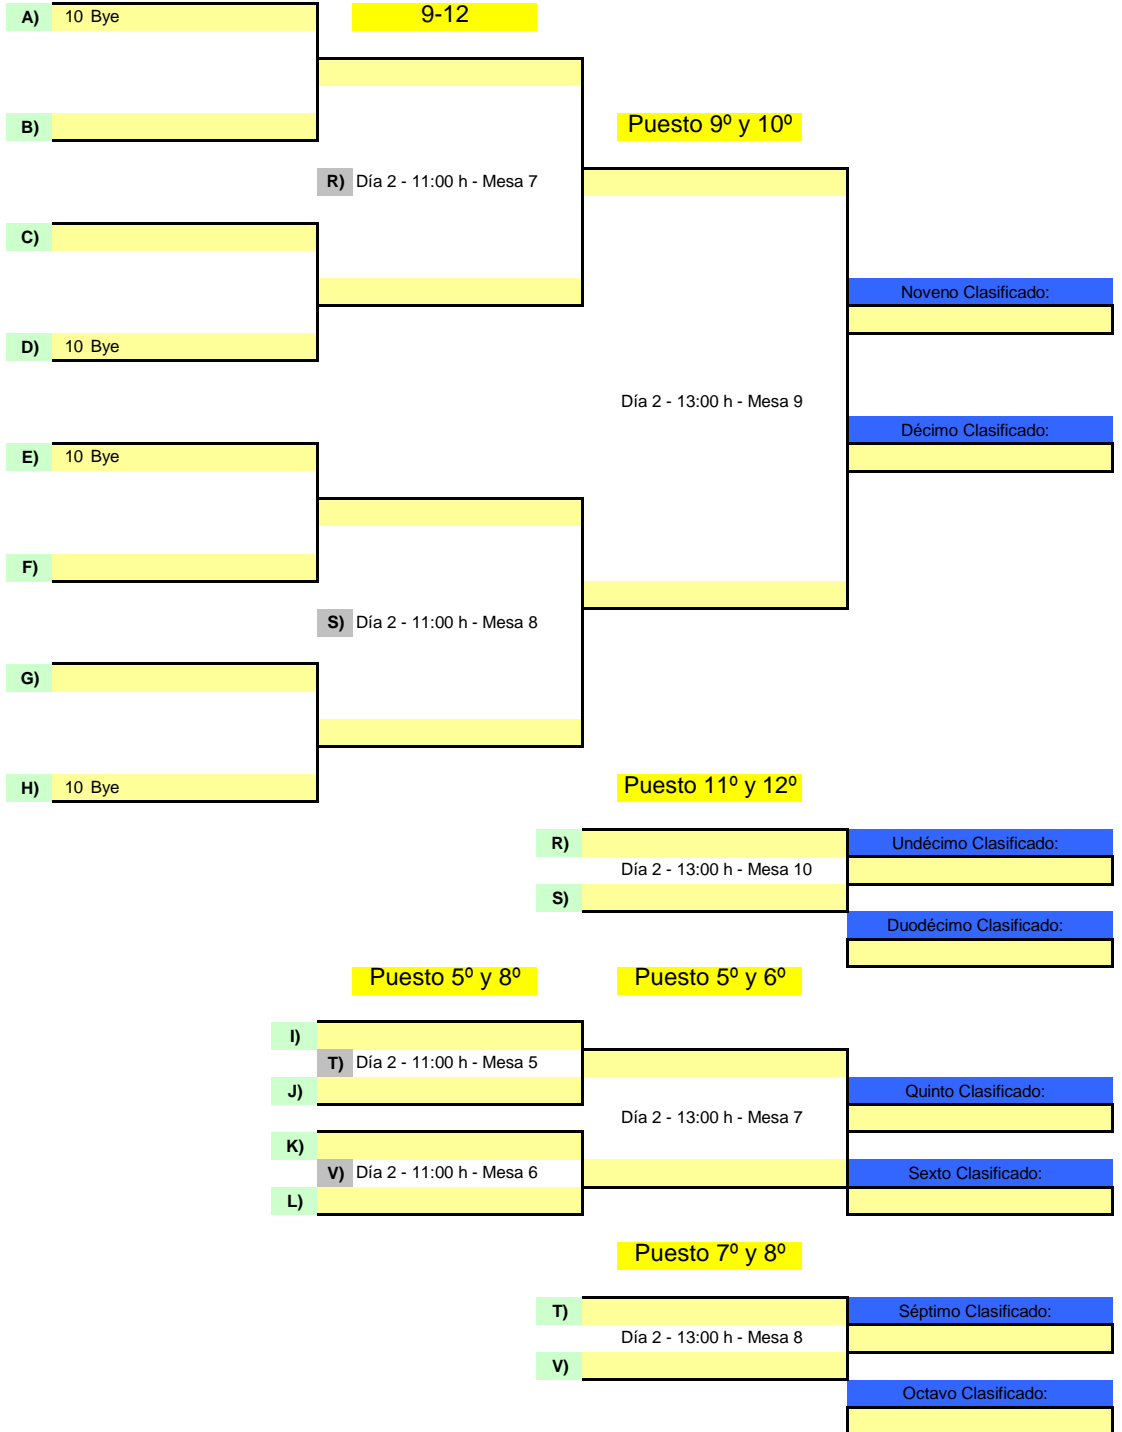 A) 10 Bye 9-12
B) Puesto 9º y 10º
R) Día 2 - 11:00 h - Mesa 7
C)
Noveno Clasificado:
D) 10 Bye
Día 2 - 13:00 h - Mesa 9
Décimo Clasificado:
E) 10 Bye
F)
S) Día 2 - 11:00 h - Mesa 8
G)
H) 10 Bye Puesto 11º y 12º
R) Undécimo Clasificado:
Día 2 - 13:00 h - Mesa 10
S)
Duodécimo Clasificado:
Puesto 5º y 8º Puesto 5º y 6º
I)
T) Día 2 - 11:00 h - Mesa 5
J) Quinto Clasificado:
Día 2 - 13:00 h - Mesa 7
K)
V) Día 2 - 11:00 h - Mesa 6 Sexto Clasificado:
L)
Puesto 7º y 8º
T) Séptimo Clasificado:
Día 2 - 13:00 h - Mesa 8
V)
Octavo Clasificado: